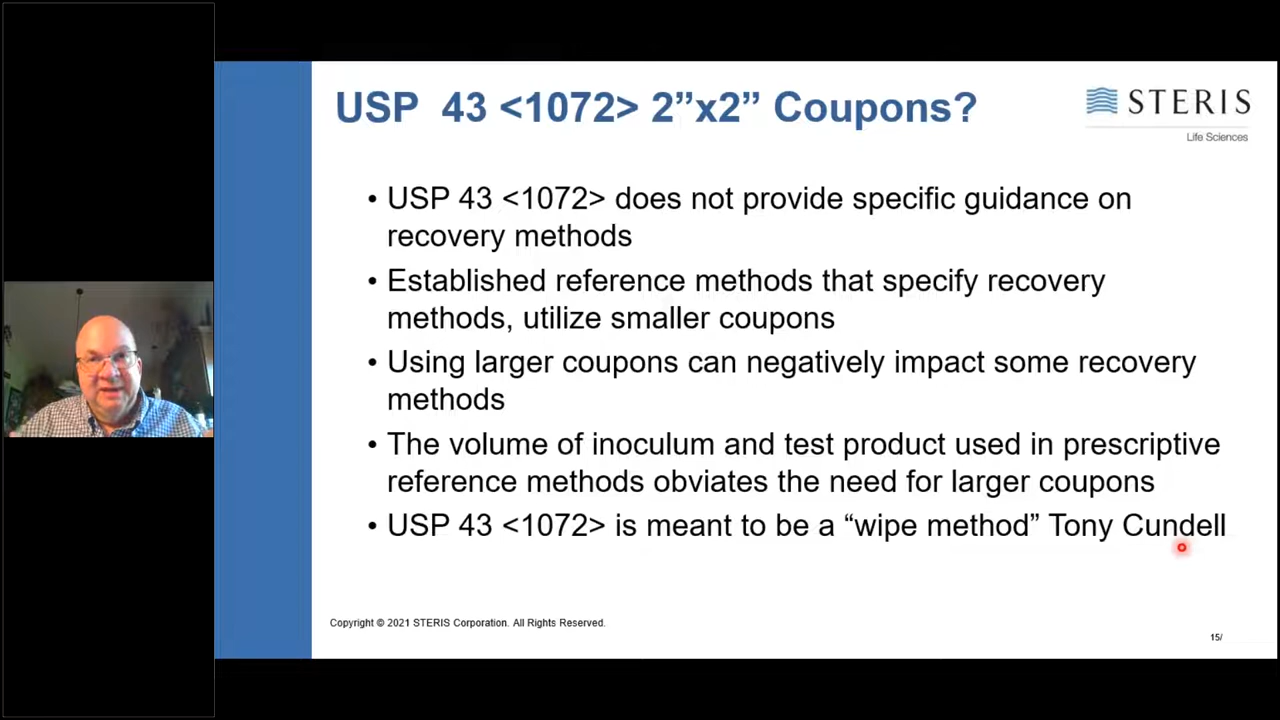 USP 43 <1072> 2”x2” Coupons?
STERIS
Life Sciences
• USP 43 <1072> does not provide specific guidance on
recovery methods
• Established reference methods that specify recovery
methods, utilize smaller coupons
• Using larger coupons can negatively impact some recovery
methods
• The volume of inoculum and test product used in prescriptive
reference methods obviates the need for larger coupons
• USP 43 <1072> is meant to be a “wipe method” Tony Cundell
Copyright © 2021 STERIS Corporation. All Rights Reserved.
15/